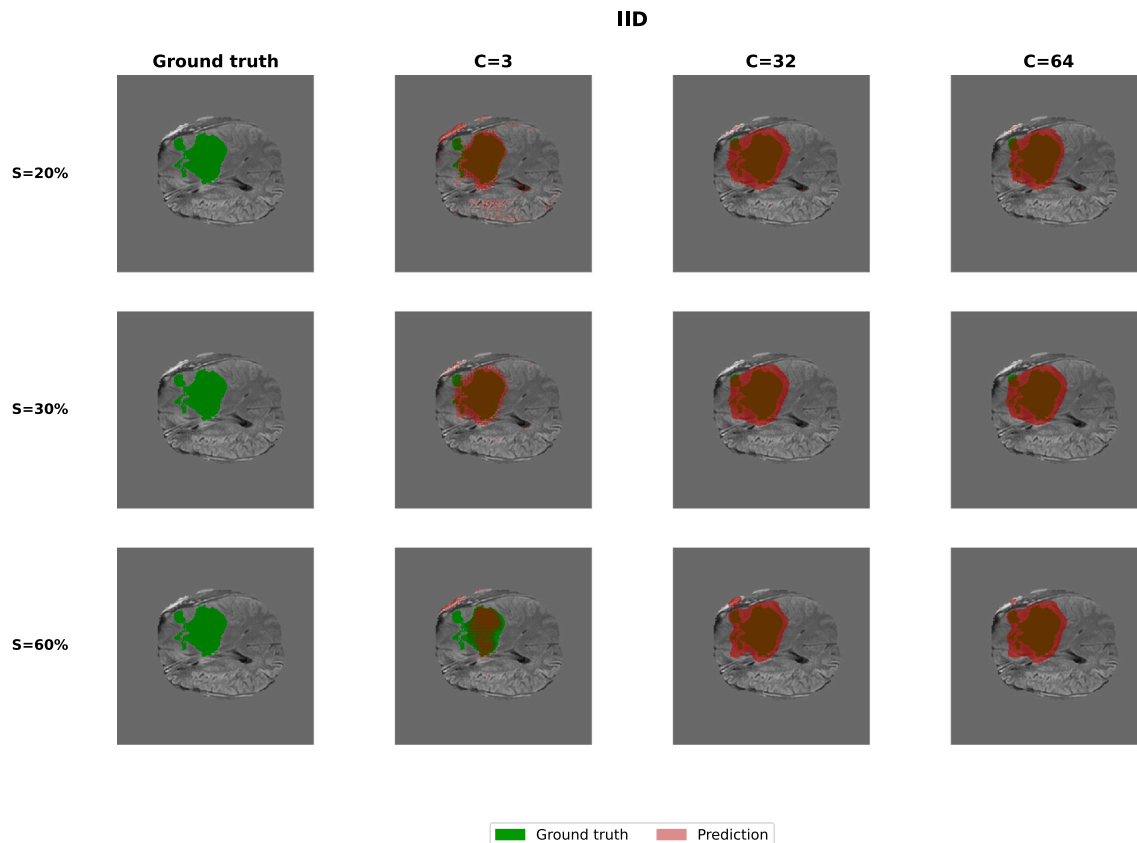 IID
Ground truth C=3 C=32 C=64
S=20%
S=30%
S=60%
Ground truth Prediction